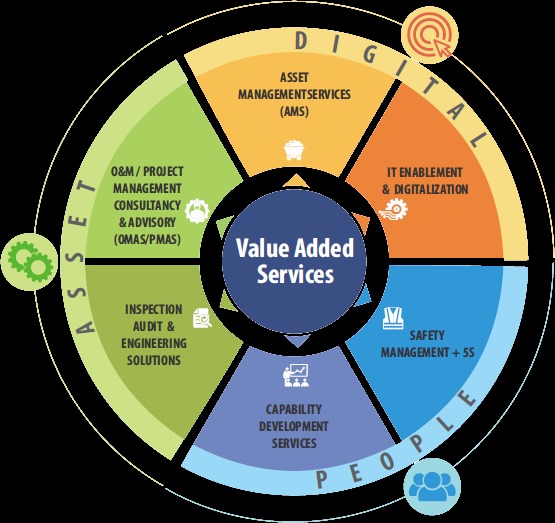 DIGITAL
ASSET
MANAGEMENTSERVICES
(AMS)
IT ENABLEMENT
& DIGITALIZATION
O&M / PROJECT
MANAGEMENT
CONSULTANCY
& ADVISORY
(OMAS/PMAS)
ASSET
Value Added
Services
INSPECTION
AUDIT &
ENGINEERING
SOLUTIONS
SAFETY
MANAGEMENT + 5S
CAPABILITY
DEVELOPMENT
SERVICES
PEOPLE